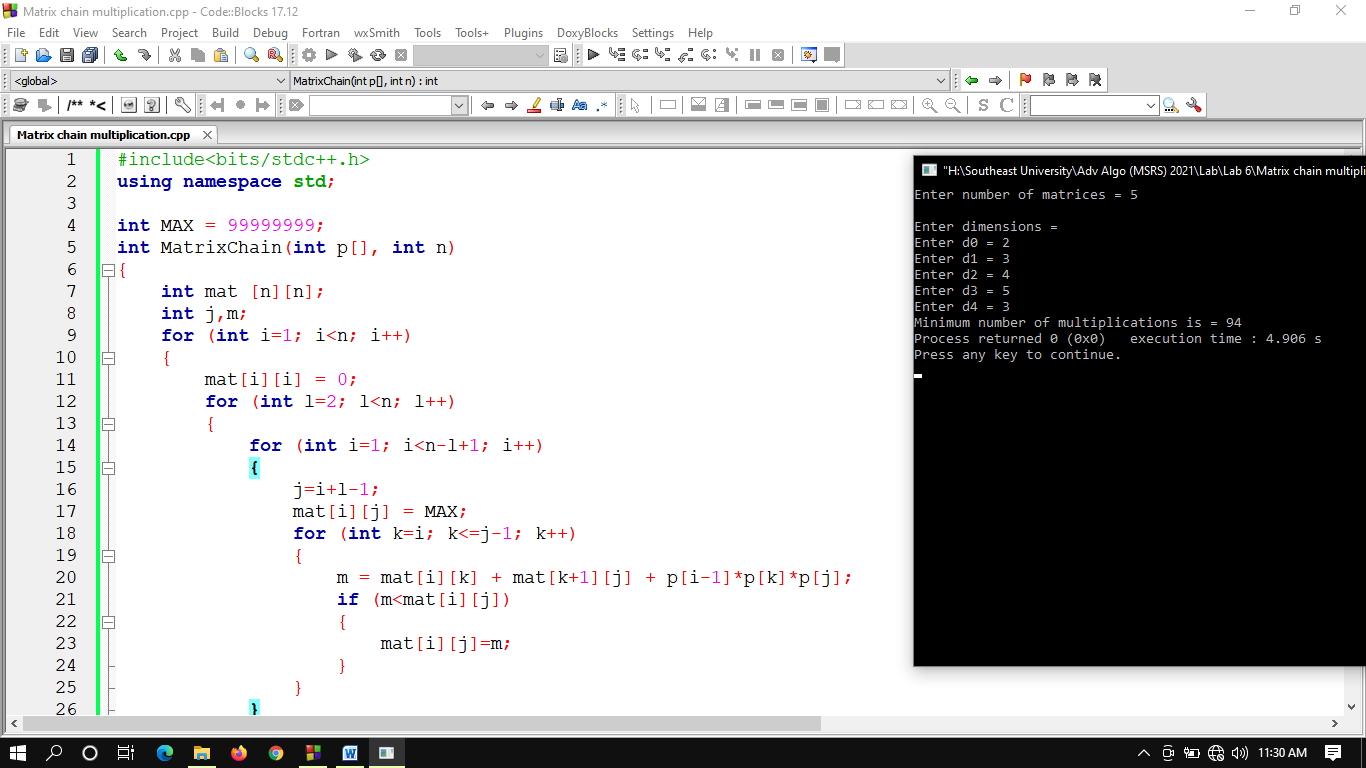 Matrix chain multiplication.cpp - Code::Blocks 17.12
File Edit View Search Project Build Debug Fortran wxSmith Tools Tools+ Plugins DoxyBlocks Settings Help
<global> MatrixChain(int p[], int n) : int
/** *< Aa .* S C
Matrix chain multiplication.cpp
1 #include<bits/stdc++.h>
2 using namespace std;
3
4 int MAX = 99999999;
5 int MatrixChain(int p[], int n)
6 {
7 int mat [n][n];
8 int j,m;
9 for (int i=1; i<n; i++)
10 {
11 mat[i][i] = 0;
12 for (int l=2; l<n; l++)
13 {
14 for (int i=1; i<n-l+1; i++)
15 {
16 j=i+l-1;
17 mat[i][j] = MAX;
18 for (int k=i; k<=j-1; k++)
19 {
20 m = mat[i][k] + mat[k+1][j] + p[i-1]*p[k]*p[j];
21 if (m<mat[i][j])
22 {
23 mat[i][j]=m;
24 }
25 }
26 }
"H:\Southeast University\Adv Algo (MSRS) 2021\Lab\Lab 6\Matrix chain multipli
Enter number of matrices = 5
Enter dimensions =
Enter d0 = 2
Enter d1 = 3
Enter d2 = 4
Enter d3 = 5
Enter d4 = 3
Minimum number of multiplications is = 94
Process returned 0 (0x0) execution time : 4.906 s
Press any key to continue.
11:30 AM